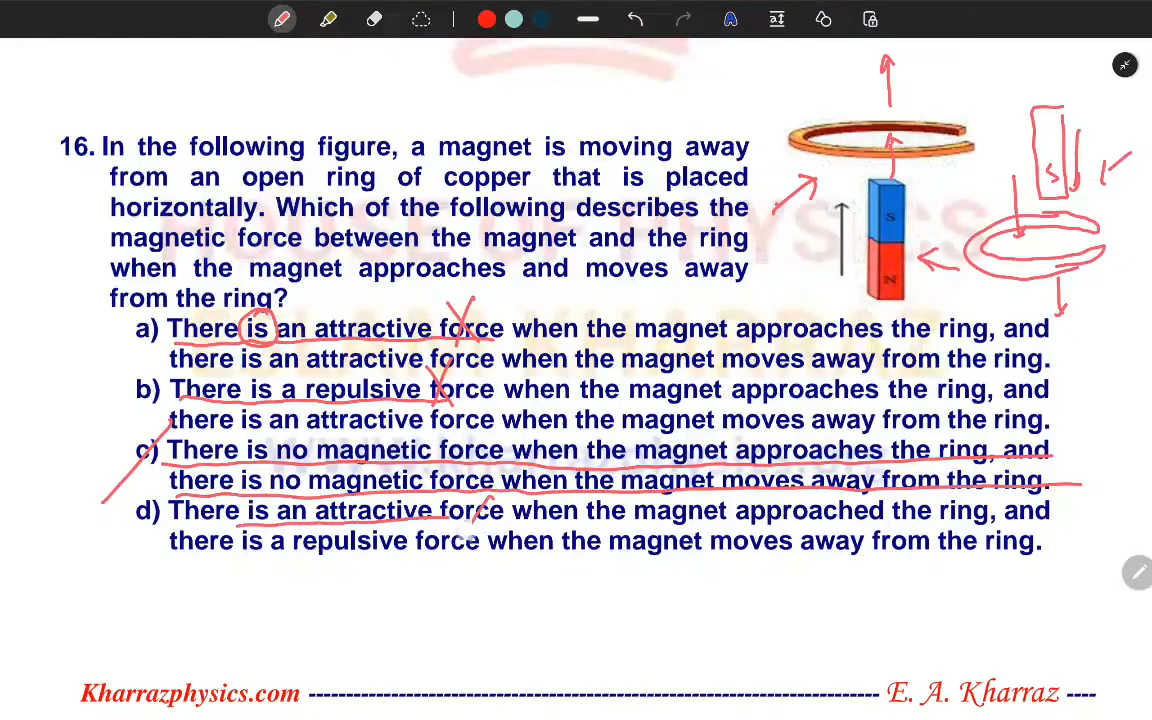 16. In the following figure, a magnet is moving away
from an open ring of copper that is placed
horizontally. Which of the following describes the
magnetic force between the magnet and the ring
when the magnet approaches and moves away
from the ring?
a) There is an attractive force when the magnet approaches the ring, and
there is an attractive force when the magnet moves away from the ring.
b) There is a repulsive force when the magnet approaches the ring, and
there is an attractive force when the magnet moves away from the ring.
c) There is no magnetic force when the magnet approaches the ring, and
there is no magnetic force when the magnet moves away from the ring.
d) There is an attractive force when the magnet approached the ring, and
there is a repulsive force when the magnet moves away from the ring.
S
N
S
HOUSE OF PHYSICS
Kharrazphysics.com
E. A. Kharraz